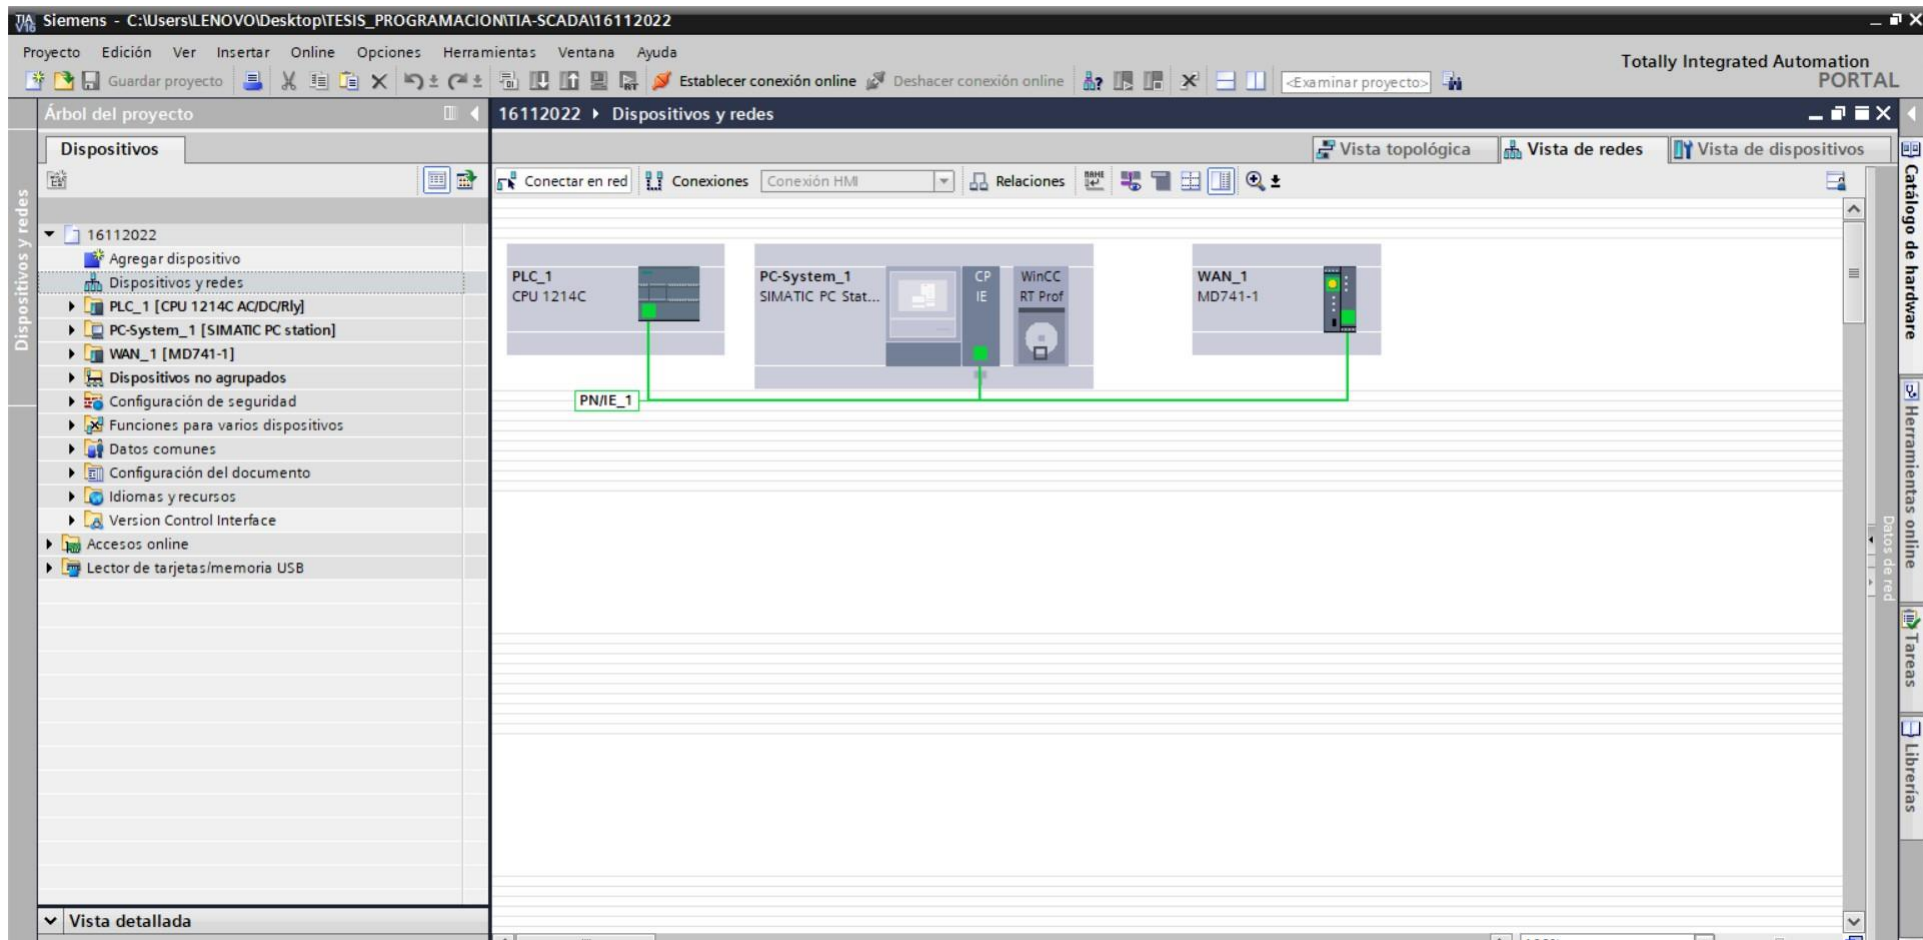 TIA V16 Siemens - C:\Users\LENOVO\Desktop\TESIS_PROGRAMACION\TIA-SCADA\16112022
Proyecto Edición Ver Insertar Online Opciones Herramientas Ventana Ayuda
Totally Integrated Automation
PORTAL
Guardar proyecto Establecer conexión online Deshacer conexión online <Examinar proyecto>
Árbol del proyecto
Dispositivos
16112022
Agregar dispositivo
Dispositivos y redes
PLC_1 [CPU 1214C AC/DC/Rly]
PC-System_1 [SIMATIC PC station]
WAN_1 [MD741-1]
Dispositivos no agrupados
Configuración de seguridad
Funciones para varios dispositivos
Datos comunes
Configuración del documento
Idiomas y recursos
Version Control Interface
Accesos online
Lector de tarjetas/memoria USB
Vista detallada
Dispositivos y redes
16112022 Dispositivos y redes
Vista topológica Vista de redes Vista de dispositivos
Conectar en red Conexiones Conexión HMI Relaciones
PLC_1
CPU 1214C
PC-System_1
SIMATIC PC Stat...
CP
IE
WinCC
RT Prof
WAN_1
MD741-1
PN/IE_1
Datos de red
Catálogo de hardware
Herramientas online
Tareas
Librerías